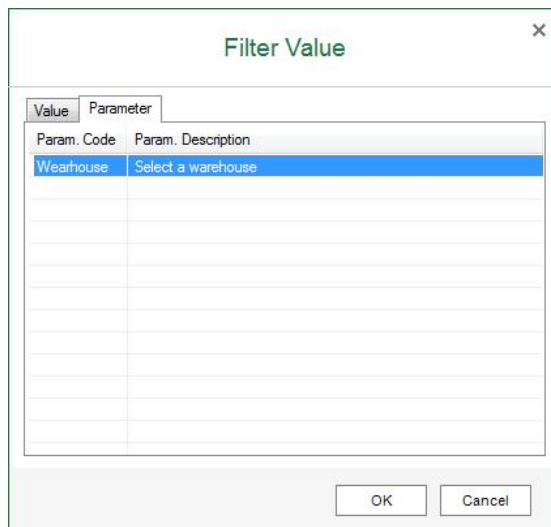 Filter Value
Value Parameter
Param. Code Param. Description
Wearhouse Select a warehouse
OK Cancel